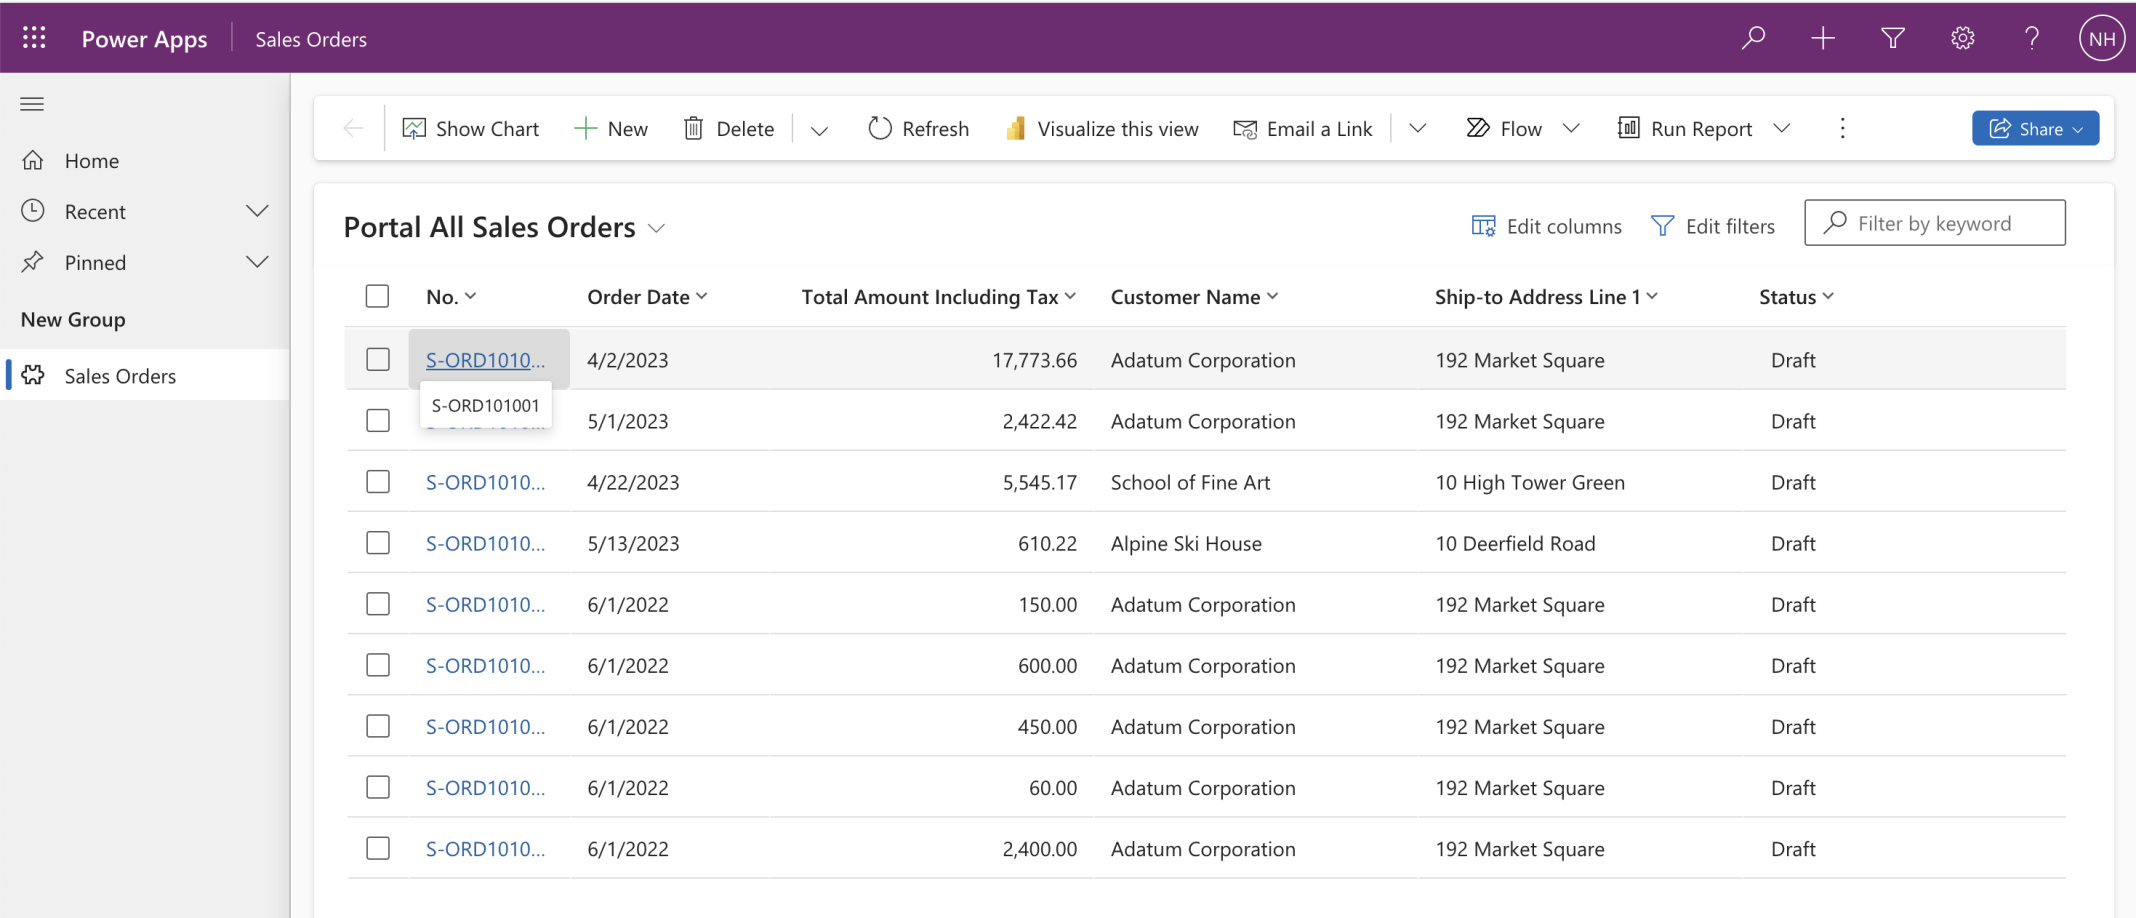 Power Apps Sales Orders NH
Show Chart New Delete Refresh Visualize this view Email a Link Flow Run Report Share
Home
Recent
Pinned
New Group
Sales Orders
Portal All Sales Orders Edit columns Edit filters Filter by keyword
No. Order Date Total Amount Including Tax Customer Name Ship-to Address Line 1 Status
S-ORD1010... 4/2/2023 17,773.66 Adatum Corporation 192 Market Square Draft
S-ORD101001
5/1/2023 2,422.42 Adatum Corporation 192 Market Square Draft
S-ORD1010... 4/22/2023 5,545.17 School of Fine Art 10 High Tower Green Draft
S-ORD1010... 5/13/2023 610.22 Alpine Ski House 10 Deerfield Road Draft
S-ORD1010... 6/1/2022 150.00 Adatum Corporation 192 Market Square Draft
S-ORD1010... 6/1/2022 600.00 Adatum Corporation 192 Market Square Draft
S-ORD1010... 6/1/2022 450.00 Adatum Corporation 192 Market Square Draft
S-ORD1010... 6/1/2022 60.00 Adatum Corporation 192 Market Square Draft
S-ORD1010... 6/1/2022 2,400.00 Adatum Corporation 192 Market Square Draft